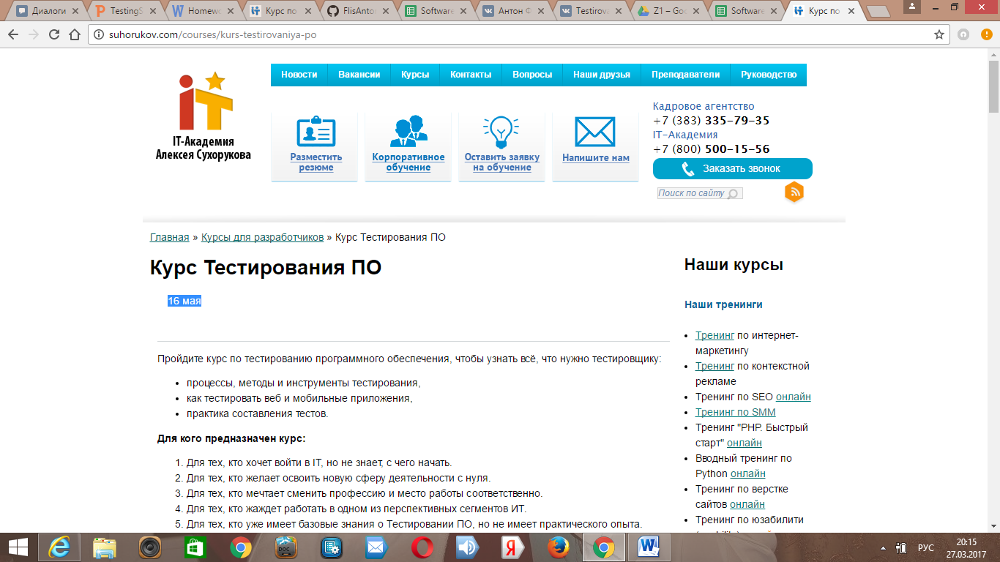 Диалоги
TestingS
Homew
Курс по
FlisAnto
Software
Антон Ф
Testirova
Z1 – Goo
Software
Курс по
suhorukov.com/courses/kurs-testirovaniya-po
IT-Академия
Алексея Сухорукова
Новости
Вакансии
Курсы
Контакты
Вопросы
Наши друзья
Преподаватели
Руководство
Разместить
резюме
Корпоративное
обучение
Оставить заявку
на обучение
Напишите нам
Кадровое агентство
+7 (383) 335-79-35
IT-Академия
+7 (800) 500-15-56
Заказать звонок
Поиск по сайту
Главная » Курсы для разработчиков » Курс Тестирования ПО
Курс Тестирования ПО
16 мая
Пройдите курс по тестированию программного обеспечения, чтобы узнать всё, что нужно тестировщику:
• процессы, методы и инструменты тестирования,
• как тестировать веб и мобильные приложения,
• практика составления тестов.
Для кого предназначен курс:
1. Для тех, кто хочет войти в IT, но не знает, с чего начать.
2. Для тех, кто желает освоить новую сферу деятельности с нуля.
3. Для тех, кто мечтает сменить профессию и место работы соответственно.
4. Для тех, кто жаждет работать в одном из перспективных сегментов ИТ.
5. Для тех, кто уже имеет базовые знания о Тестировании ПО, но не имеет практического опыта.
Наши курсы
Наши тренинги
• Тренинг по интернет-
маркетингу
• Тренинг по контекстной
рекламе
• Тренинг по SEO онлайн
• Тренинг по SMM
• Тренинг "PHP. Быстрый
старт" онлайн
• Вводный тренинг по
Python онлайн
• Тренинг по верстке
сайтов онлайн
• Тренинг по юзабилити
DOC
РУС
20:15
27.03.2017